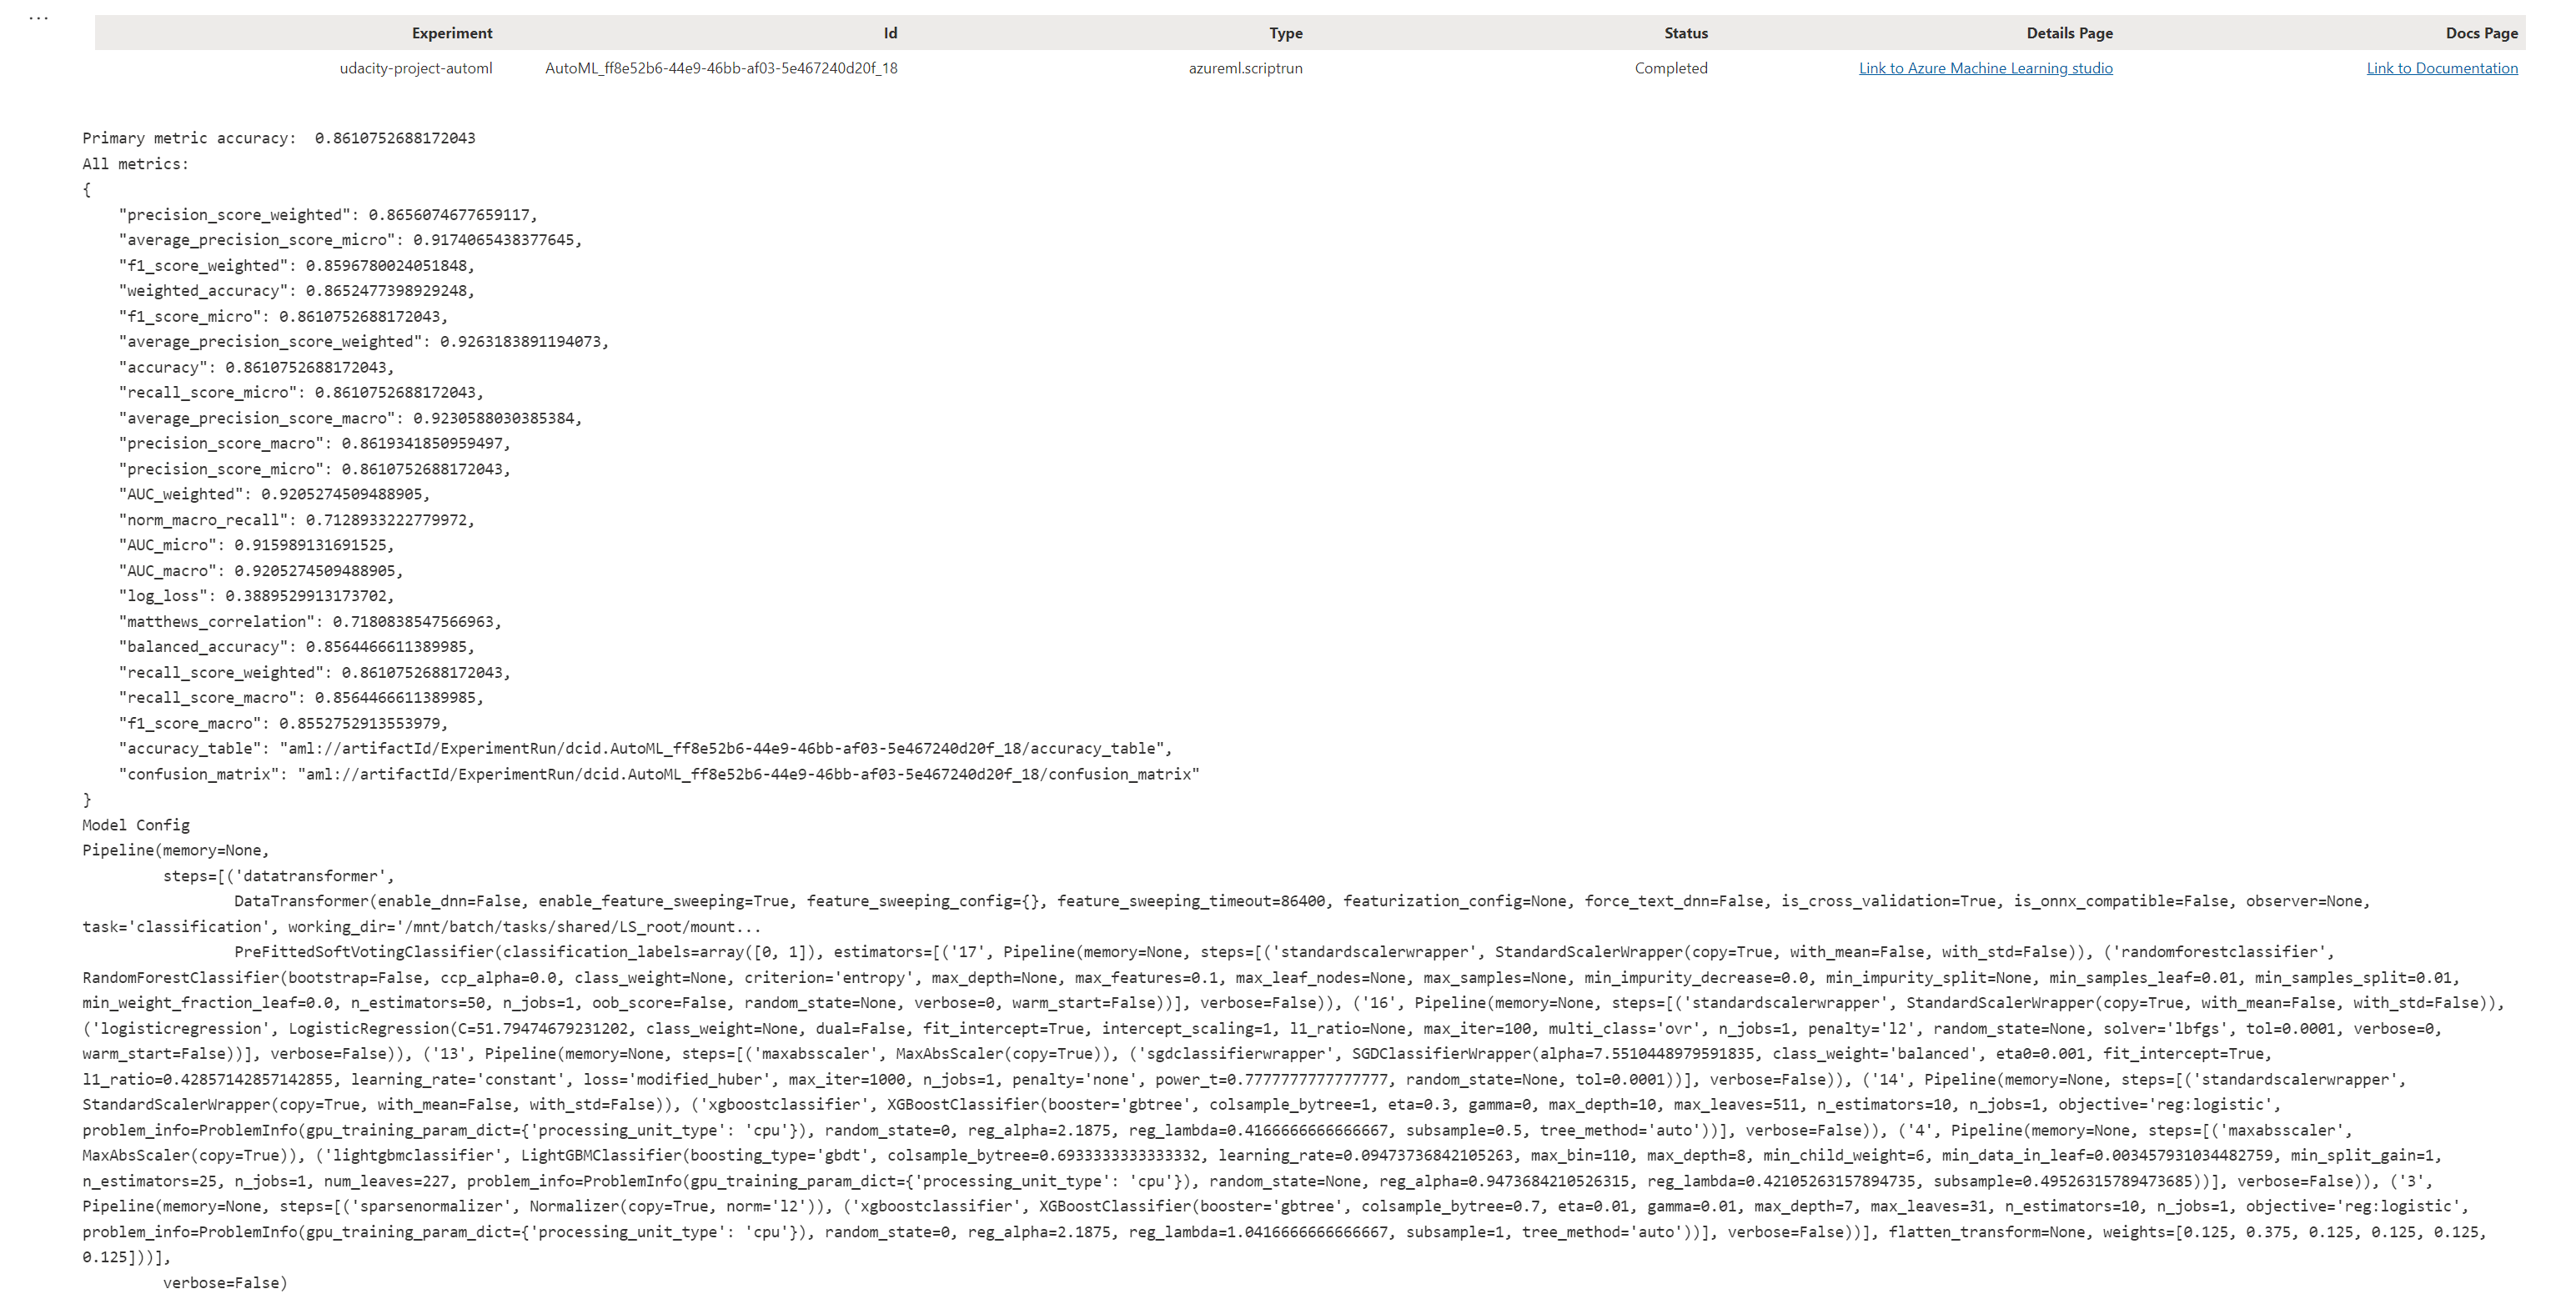 ...
Experiment Id Type Status Details Page Docs Page
udacity-project-automl AutoML_ff8e52b6-44e9-46bb-af03-5e467240d20f_18 azureml.scriptrun Completed Link to Azure Machine Learning studio Link to Documentation
Primary metric accuracy:  0.8610752688172043
All metrics:
{
    "precision_score_weighted": 0.8656074677659117,
    "average_precision_score_micro": 0.9174065438377645,
    "f1_score_weighted": 0.8596780024051848,
    "weighted_accuracy": 0.8652477398929248,
    "f1_score_micro": 0.8610752688172043,
    "average_precision_score_weighted": 0.9263183891194073,
    "accuracy": 0.8610752688172043,
    "recall_score_micro": 0.8610752688172043,
    "average_precision_score_macro": 0.9230588030385384,
    "precision_score_macro": 0.8619341850959497,
    "precision_score_micro": 0.8610752688172043,
    "AUC_weighted": 0.9205274509488905,
    "norm_macro_recall": 0.7128933222779972,
    "AUC_micro": 0.915989131691525,
    "AUC_macro": 0.9205274509488905,
    "log_loss": 0.3889529913173702,
    "matthews_correlation": 0.7180838547566963,
    "balanced_accuracy": 0.8564466611389985,
    "recall_score_weighted": 0.8610752688172043,
    "recall_score_macro": 0.8564466611389985,
    "f1_score_macro": 0.8552752913553979,
    "accuracy_table": "aml://artifactId/ExperimentRun/dcid.AutoML_ff8e52b6-44e9-46bb-af03-5e467240d20f_18/accuracy_table",
    "confusion_matrix": "aml://artifactId/ExperimentRun/dcid.AutoML_ff8e52b6-44e9-46bb-af03-5e467240d20f_18/confusion_matrix"
}
Model Config
Pipeline(memory=None,
         steps=[('datatransformer',
                 DataTransformer(enable_dnn=False, enable_feature_sweeping=True, feature_sweeping_config={}, feature_sweeping_timeout=86400, featurization_config=None, force_text_dnn=False, is_cross_validation=True, is_onnx_compatible=False, observer=None,
task='classification', working_dir='/mnt/batch/tasks/shared/LS_root/mount...
                 PreFittedSoftVotingClassifier(classification_labels=array([0, 1]), estimators=[('17', Pipeline(memory=None, steps=[('standardscalerwrapper', StandardScalerWrapper(copy=True, with_mean=False, with_std=False)), ('randomforestclassifier',
RandomForestClassifier(bootstrap=False, ccp_alpha=0.0, class_weight=None, criterion='entropy', max_depth=None, max_features=0.1, max_leaf_nodes=None, max_samples=None, min_impurity_decrease=0.0, min_impurity_split=None, min_samples_leaf=0.01, min_samples_split=0.01,
min_weight_fraction_leaf=0.0, n_estimators=50, n_jobs=1, oob_score=False, random_state=None, verbose=0, warm_start=False))], verbose=False)), ('16', Pipeline(memory=None, steps=[('standardscalerwrapper', StandardScalerWrapper(copy=True, with_mean=False, with_std=False)),
('logisticregression', LogisticRegression(C=51.79474679231202, class_weight=None, dual=False, fit_intercept=True, intercept_scaling=1, l1_ratio=None, max_iter=100, multi_class='ovr', n_jobs=1, penalty='l2', random_state=None, solver='lbfgs', tol=0.0001, verbose=0,
warm_start=False))], verbose=False)), ('13', Pipeline(memory=None, steps=[('maxabsscaler', MaxAbsScaler(copy=True)), ('sgdclassifierwrapper', SGDClassifierWrapper(alpha=7.5510448979591835, class_weight='balanced', eta0=0.001, fit_intercept=True,
l1_ratio=0.42857142857142855, learning_rate='constant', loss='modified_huber', max_iter=1000, n_jobs=1, penalty='none', power_t=0.7777777777777777, random_state=None, tol=0.0001))], verbose=False)), ('14', Pipeline(memory=None, steps=[('standardscalerwrapper',
StandardScalerWrapper(copy=True, with_mean=False, with_std=False)), ('xgboostclassifier', XGBoostClassifier(booster='gbtree', colsample_bytree=1, eta=0.3, gamma=0, max_depth=10, max_leaves=511, n_estimators=10, n_jobs=1, objective='reg:logistic',
problem_info=ProblemInfo(gpu_training_param_dict={'processing_unit_type': 'cpu'}), random_state=0, reg_alpha=2.1875, reg_lambda=0.4166666666666667, subsample=0.5, tree_method='auto'))], verbose=False)), ('4', Pipeline(memory=None, steps=[('maxabsscaler',
MaxAbsScaler(copy=True)), ('lightgbmclassifier', LightGBMClassifier(boosting_type='gbdt', colsample_bytree=0.6933333333333332, learning_rate=0.09473736842105263, max_bin=110, max_depth=8, min_child_weight=6, min_data_in_leaf=0.003457931034482759, min_split_gain=1,
n_estimators=25, n_jobs=1, num_leaves=227, problem_info=ProblemInfo(gpu_training_param_dict={'processing_unit_type': 'cpu'}), random_state=None, reg_alpha=0.9473684210526315, reg_lambda=0.42105263157894735, subsample=0.49526315789473685))], verbose=False)), ('3',
Pipeline(memory=None, steps=[('sparsenormalizer', Normalizer(copy=True, norm='l2')), ('xgboostclassifier', XGBoostClassifier(booster='gbtree', colsample_bytree=0.7, eta=0.01, gamma=0.01, max_depth=7, max_leaves=31, n_estimators=10, n_jobs=1, objective='reg:logistic',
problem_info=ProblemInfo(gpu_training_param_dict={'processing_unit_type': 'cpu'}), random_state=0, reg_alpha=2.1875, reg_lambda=1.0416666666666667, subsample=1, tree_method='auto'))], verbose=False))], flatten_transform=None, weights=[0.125, 0.375, 0.125, 0.125, 0.125,
0.125]))],
         verbose=False)